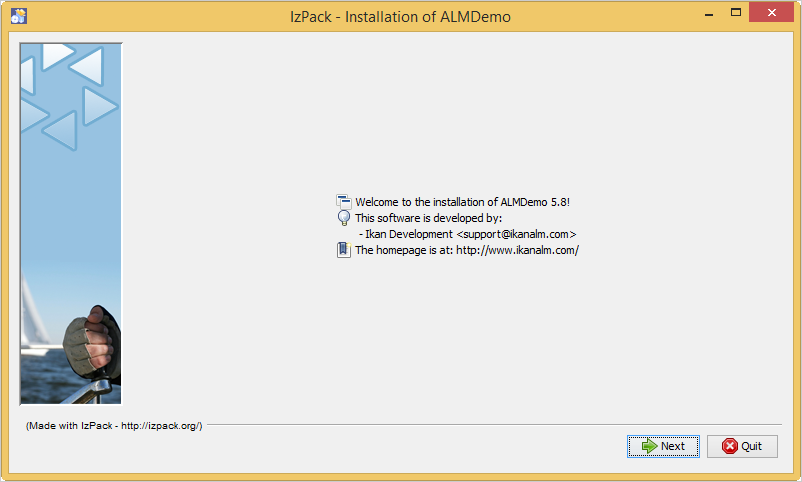 IzPack - Installation of ALMDemo
Welcome to the installation of ALMDemo 5.8!
This software is developed by:
- Ikan Development <support@ikanalm.com>
The homepage is at: http://www.ikanalm.com/
(Made with IzPack - http://izpack.org/)
Next
Quit